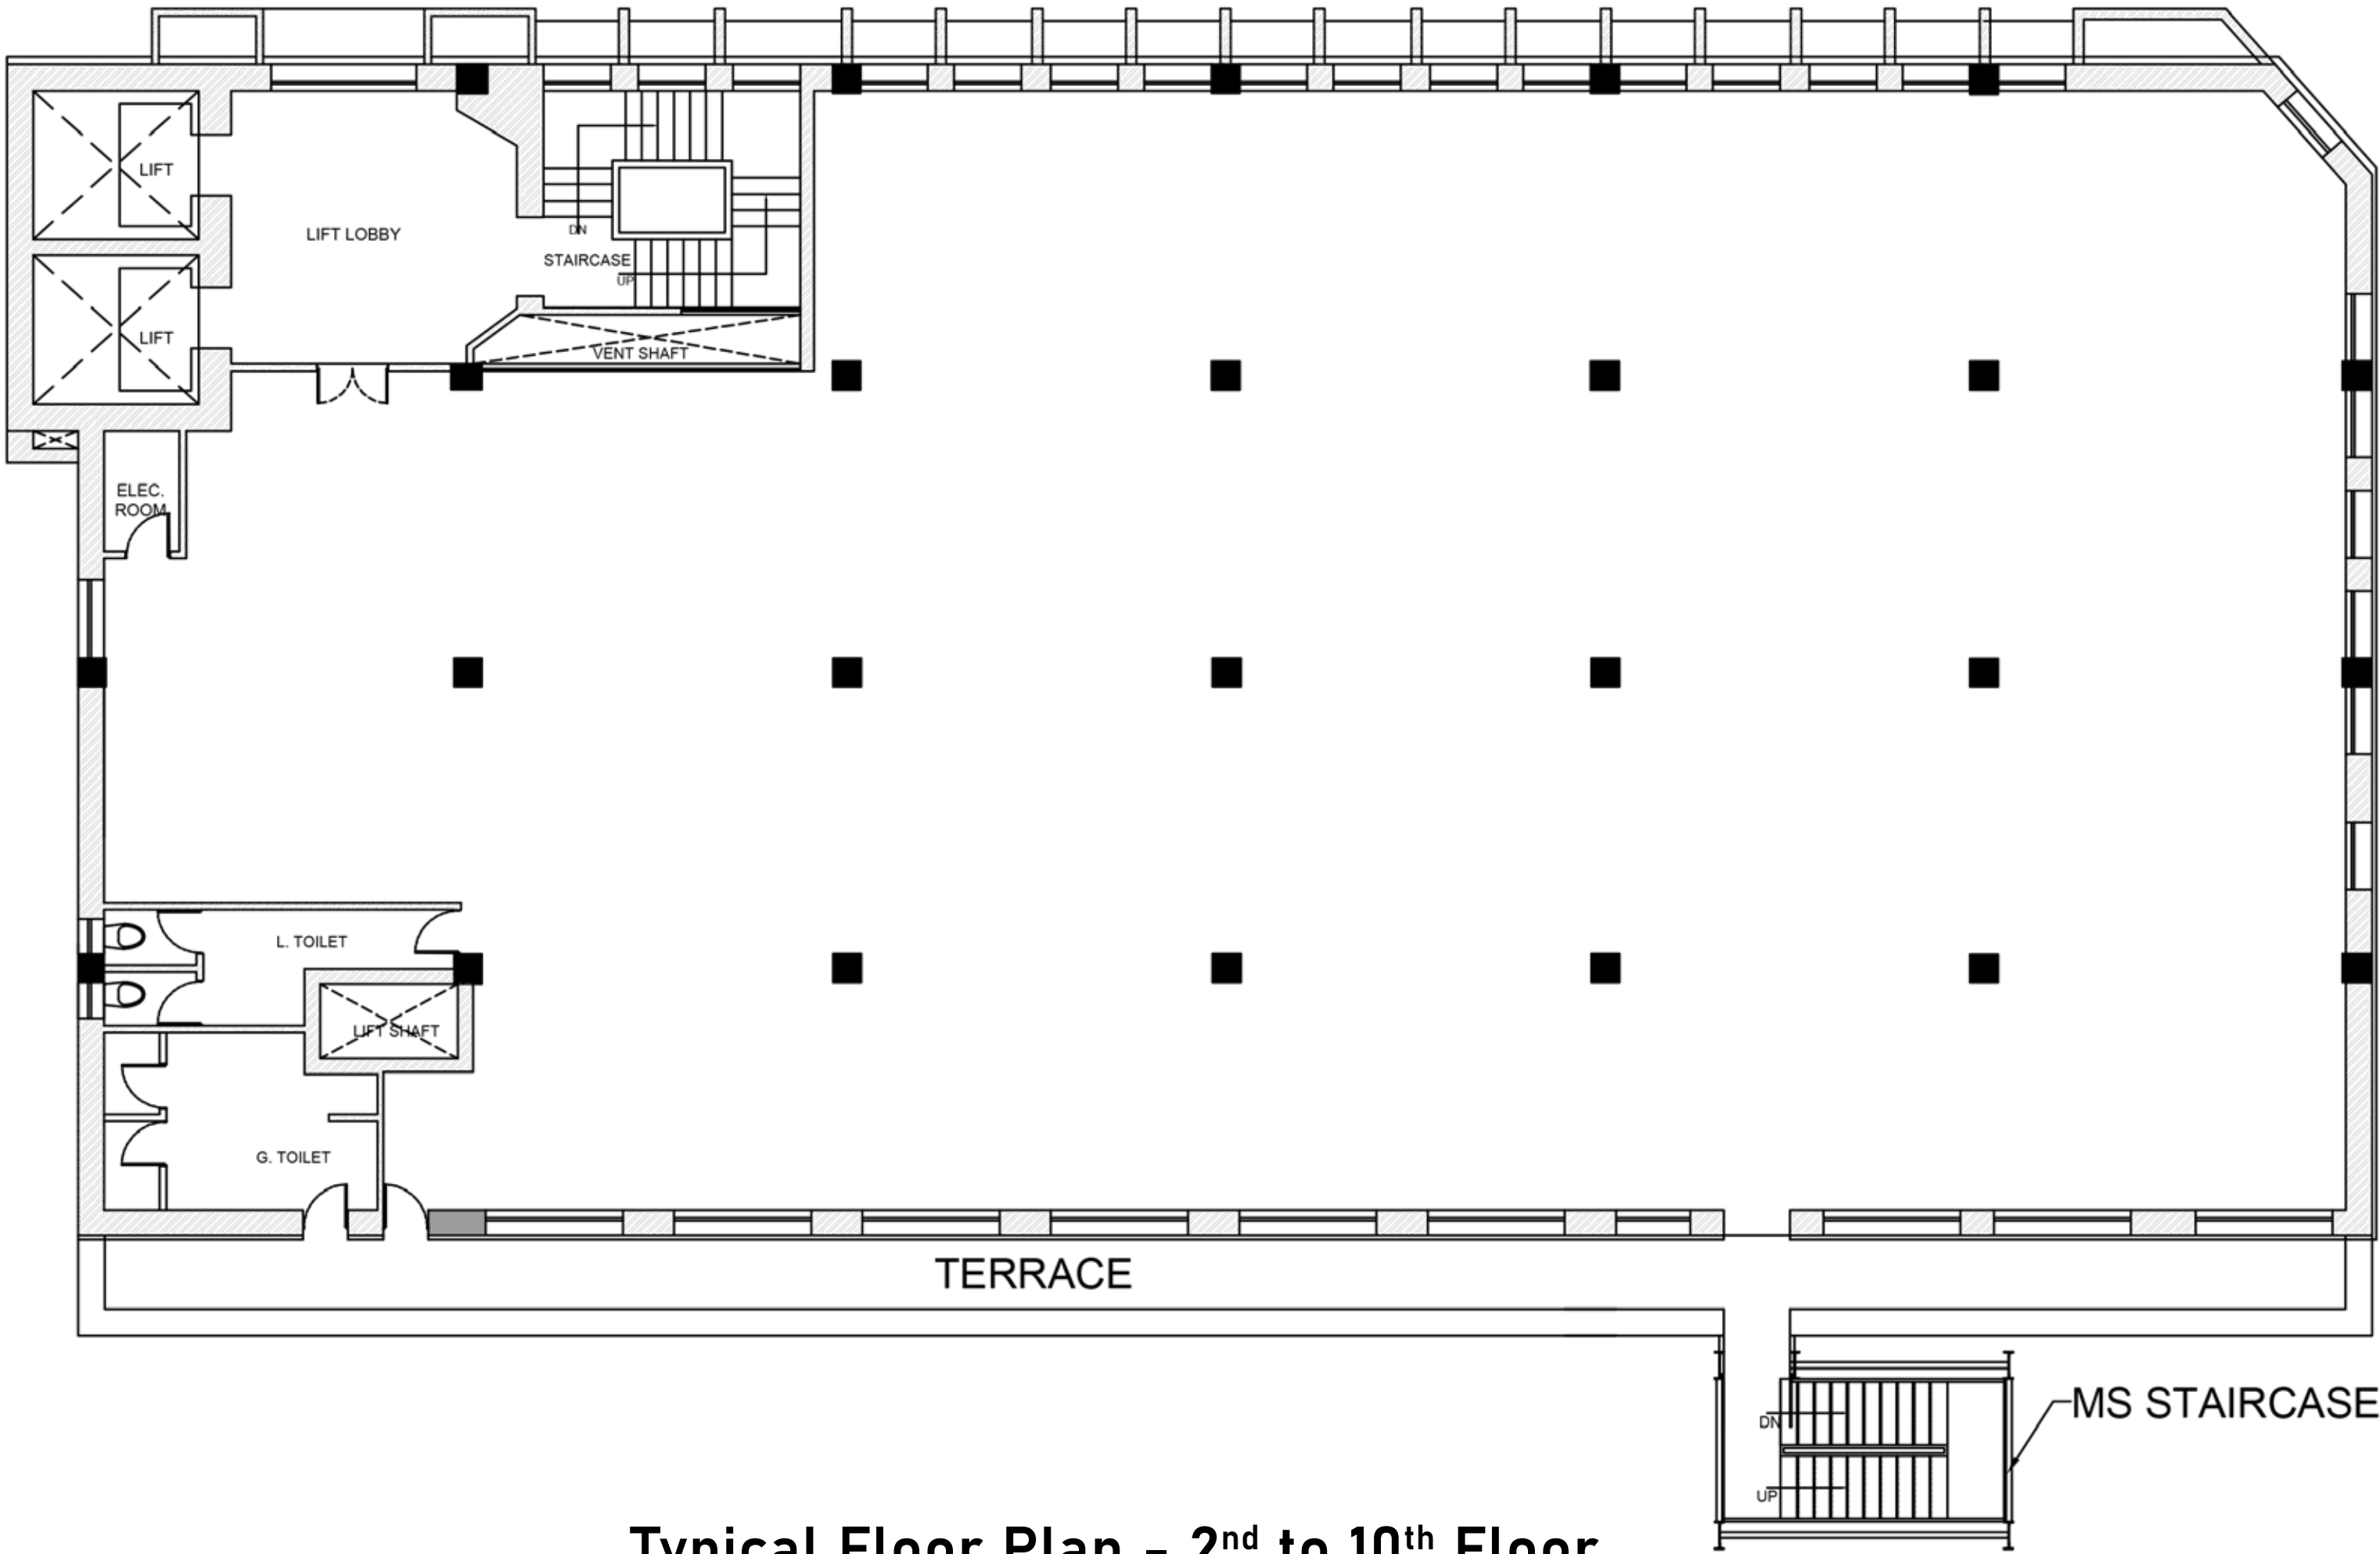 LIFT
LIFT LOBBY
DN
STAIRCASE
UP
LIFT
VENT SHAFT
ELEC.
ROOM
L. TOILET
LIFT SHAFT
G. TOILET
TERRACE
MS STAIRCASE
DN
UP
Typical Floor Plan - 2nd to 10th Floor